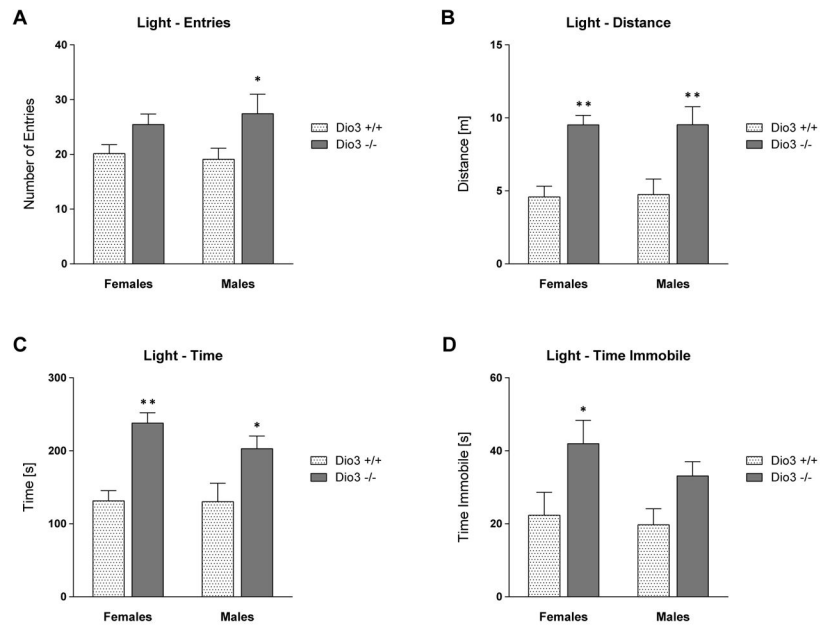 A
Light - Entries
Number of Entries
40
30
20
10
0
*
Females
Males
Dio3 +/+
Dio3 -/-
B
Light - Distance
Distance [m]
15
10
5
0
**
**
Females
Males
Dio3 +/+
Dio3 -/-
C
Light - Time
Time [s]
300
200
100
0
**
*
Females
Males
Dio3 +/+
Dio3 -/-
D
Light - Time Immobile
Time Immobile [s]
60
40
20
0
*
Females
Males
Dio3 +/+
Dio3 -/-